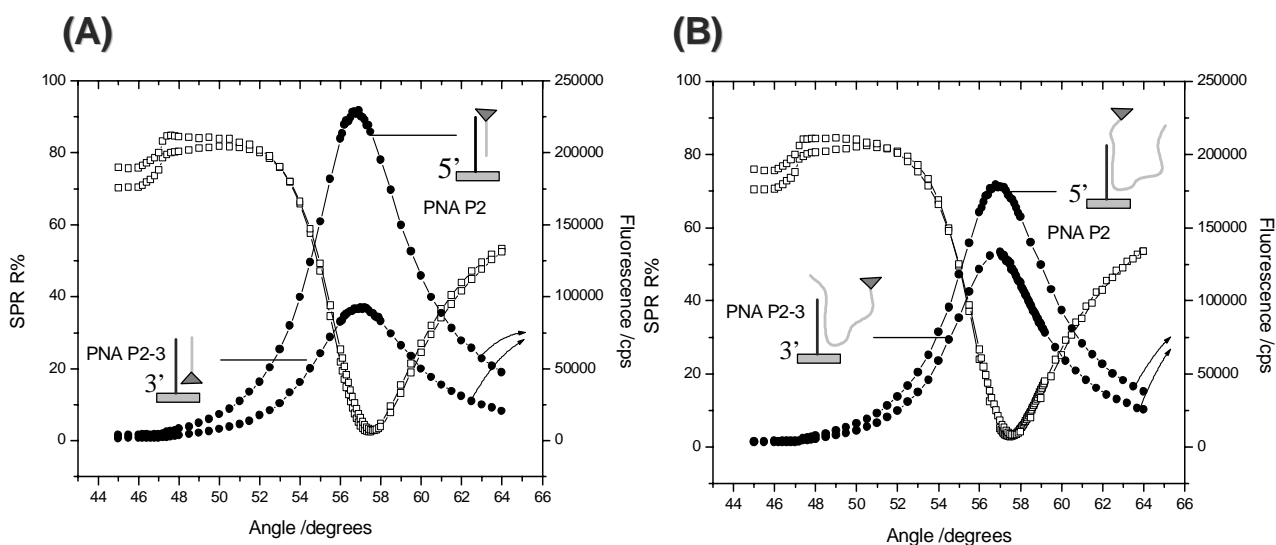 (A)
100
80
60
40
20
0
SPR R%
250000
200000
150000
100000
50000
0
Fluorescence /cps
5’
PNA P2
PNA P2-3
3’
44 46 48 50 52 54 56 58 60 62 64 66
Angle /degrees
(B)
100
80
60
40
20
0
SPR R%
250000
200000
150000
100000
50000
0
Fluorescence /cps
5’
PNA P2
PNA P2-3
3’
44 46 48 50 52 54 56 58 60 62 64 66
Angle /degrees